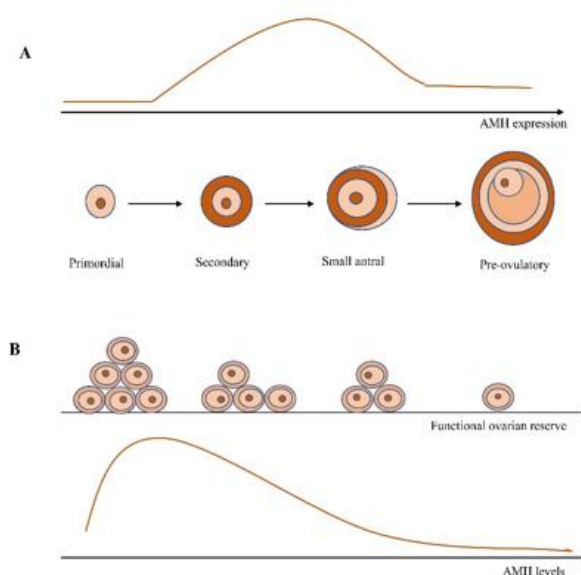 A
AMH expression
Primordial
Secondary
Small antral
Pre-ovulatory
B
Functional ovarian reserve
AMH levels